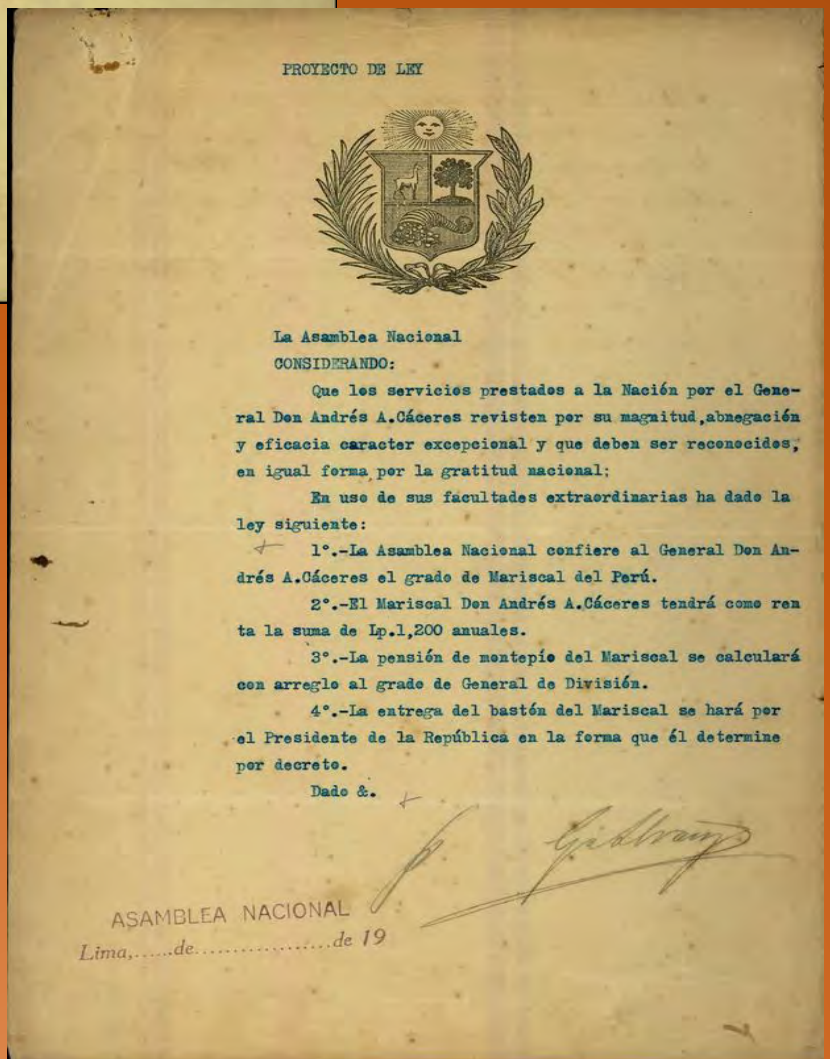 PROYECTO DE LEY
La Asamblea Nacional
CONSIDERANDO:
Que los servicios prestados a la Nación por el Gene-
ral Don Andrés A.Cáceres revisten por su magnitud,abnegación
y eficacia caracter excepcional y que deben ser reconocidos,
en igual forma por la gratitud nacional;
En uso de sus facultades extraordinarias ha dado la
ley siguiente:
1°.-La Asamblea Nacional confiere al General Don An-
drés A.Cáceres el grado de Mariscal del Perú.
2°.-El Mariscal Don Andrés A.Cáceres tendrá como ren
ta la suma de Lp.1,200 anuales.
3°.-La pensión de montepío del Mariscal se calculará
con arreglo al grado de General de División.
4°.-La entrega del bastón del Mariscal se hará por
el Presidente de la República en la forma que él determine
por decreto.
Dado &.
ASAMBLEA NACIONAL
Lima,......de..................de 19